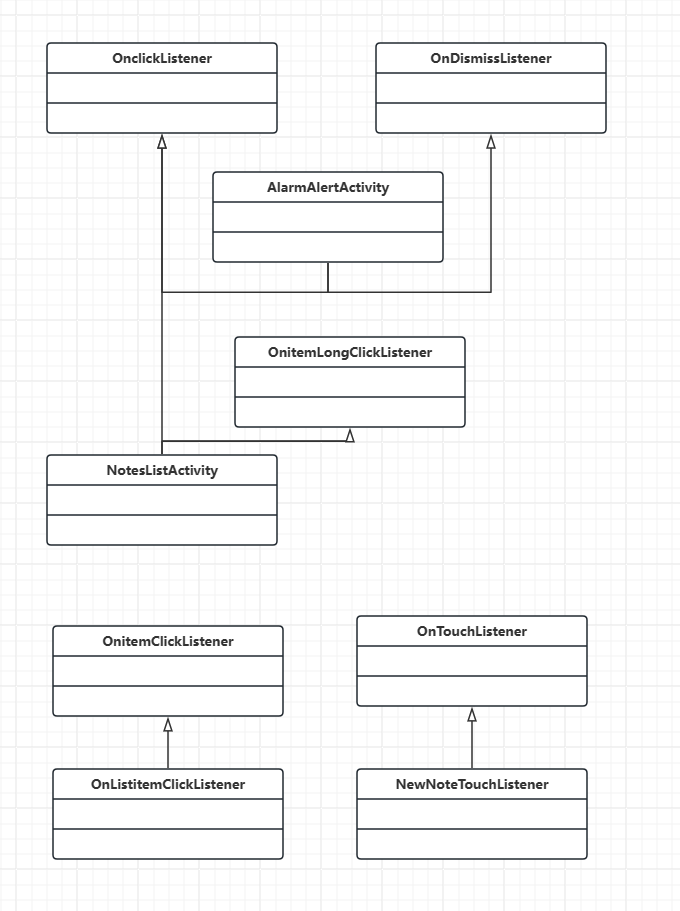 OnclickListener
OnDismissListener
AlarmAlertActivity
OnitemLongClickListener
NotesListActivity
OnitemClickListener
OnTouchListener
OnListitemClickListener
NewNoteTouchListener